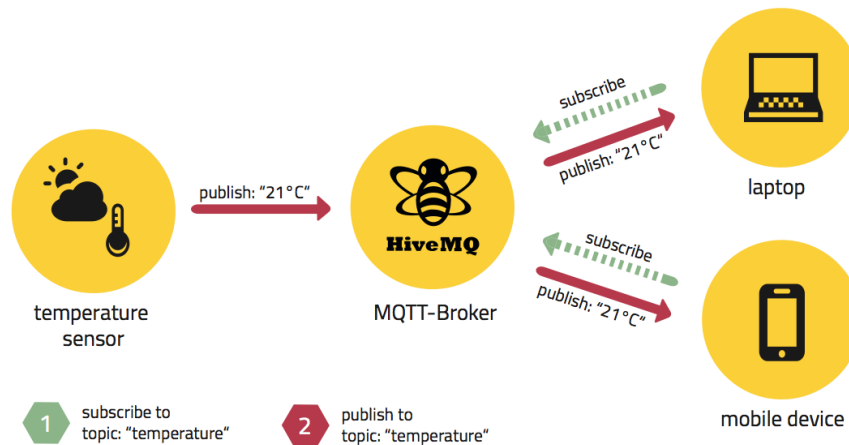 subscribe
publish: “21°C“
laptop
publish: “21°C“
HiveMQ
temperature
sensor
MQTT-Broker
subscribe
publish: “21°C“
mobile device
1
subscribe to
topic: “temperature“
2
publish to
topic: “temperature“